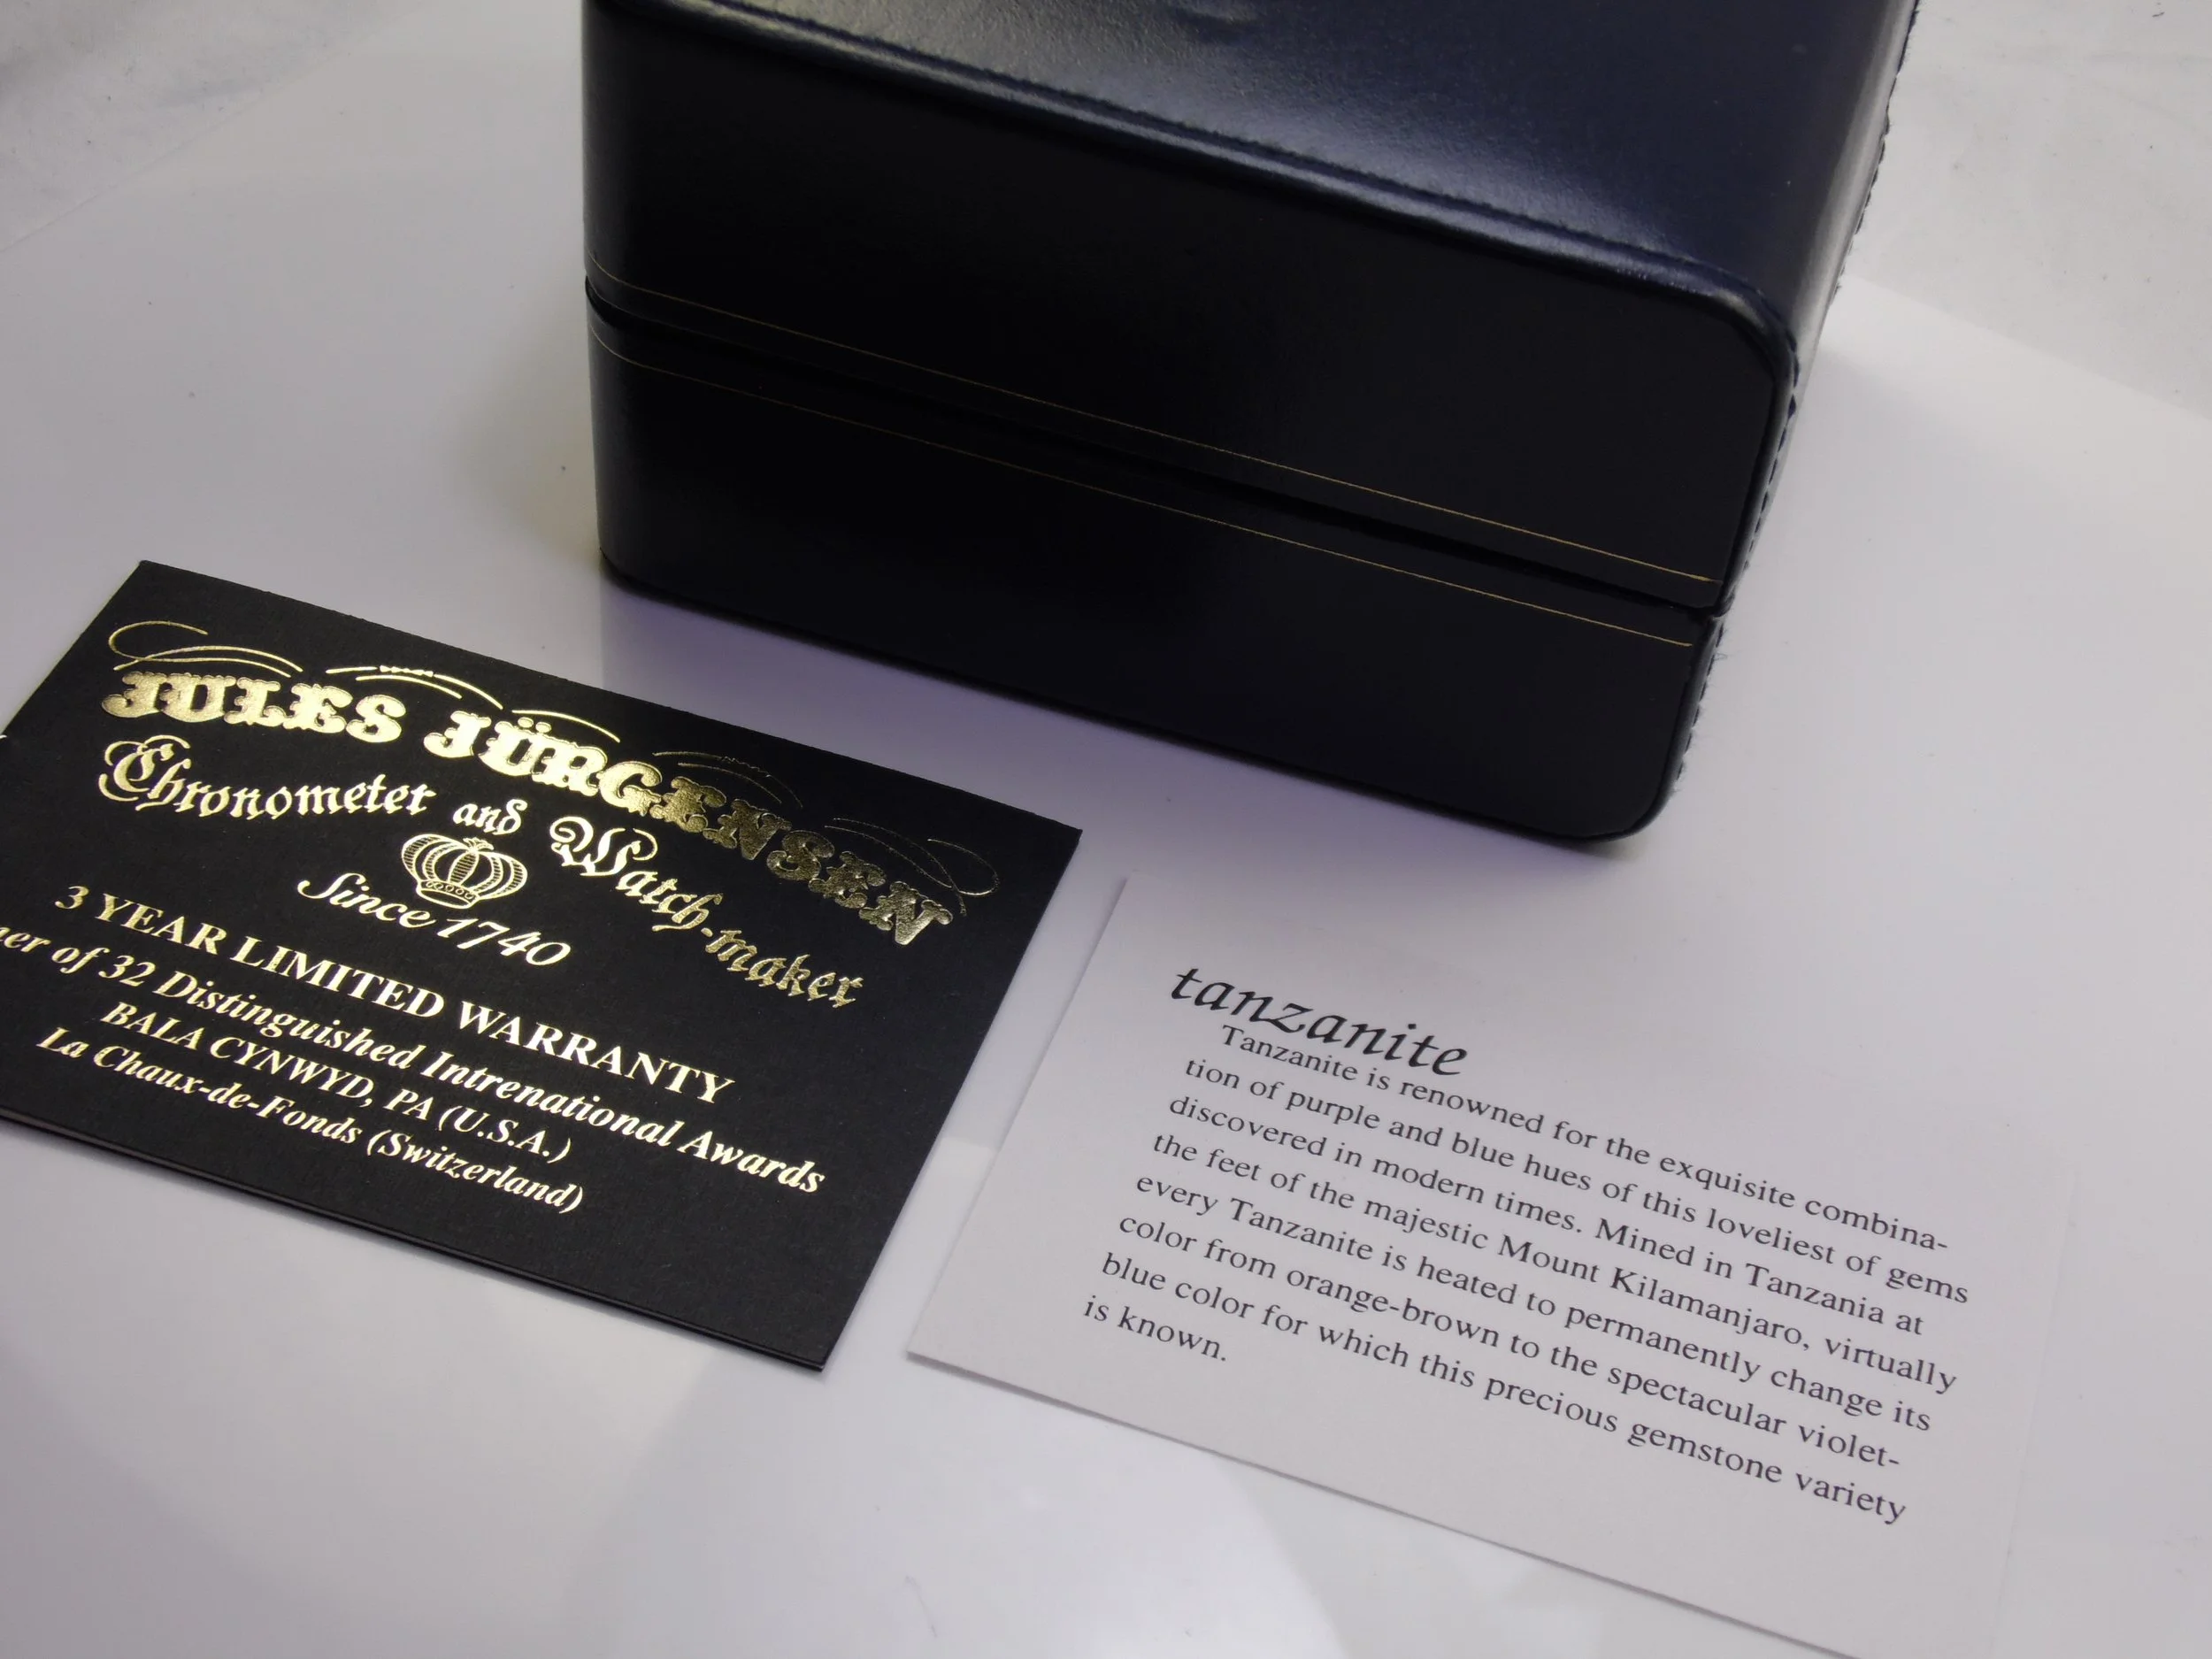 JULES JÜRGENSEN
Chronometer and Watch-maker
Since 1740
3 YEAR LIMITED WARRANTY
of 32 Distinguished Intrenational Awards
BALA CYNWYD, PA (U.S.A.)
La Chaux-de-Fonds (Switzerland)
tanzanite
Tanzanite is renowned for the exquisite combina-
tion of purple and blue hues of this loveliest of gems
discovered in modern times. Mined in Tanzania at
the feet of the majestic Mount Kilamanjaro, virtually
every Tanzanite is heated to permanently change its
color from orange-brown to the spectacular violet-
blue color for which this precious gemstone variety
is known.